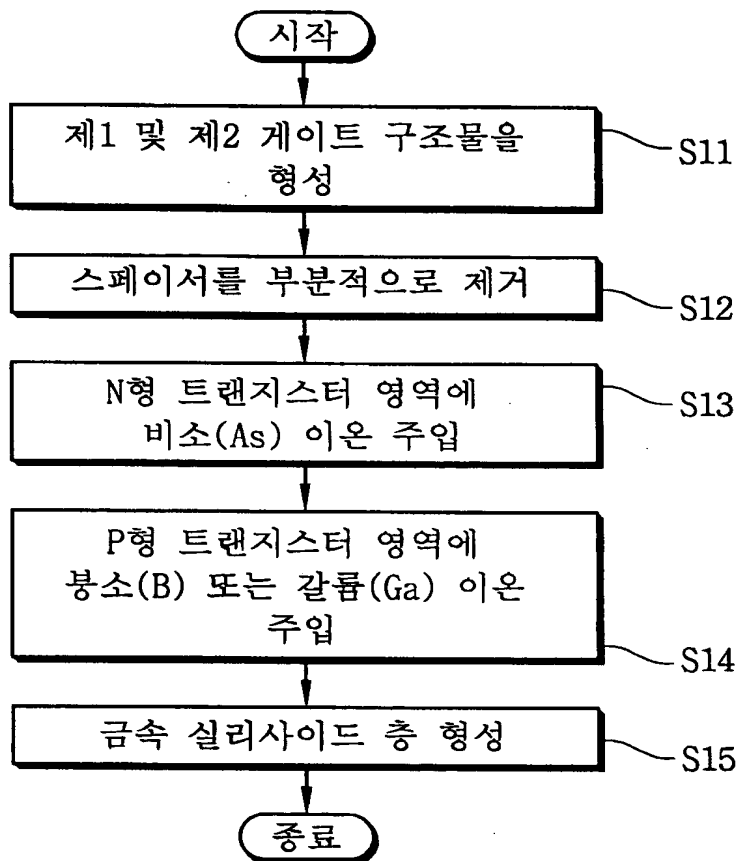 시작
제1 및 제2 게이트 구조물을
형성
S11
스페이서를 부분적으로 제거
S12
N형 트랜지스터 영역에
비소(As) 이온 주입
S13
P형 트랜지스터 영역에
붕소(B) 또는 갈륨(Ga) 이온
주입
S14
금속 실리사이드 층 형성
S15
종료